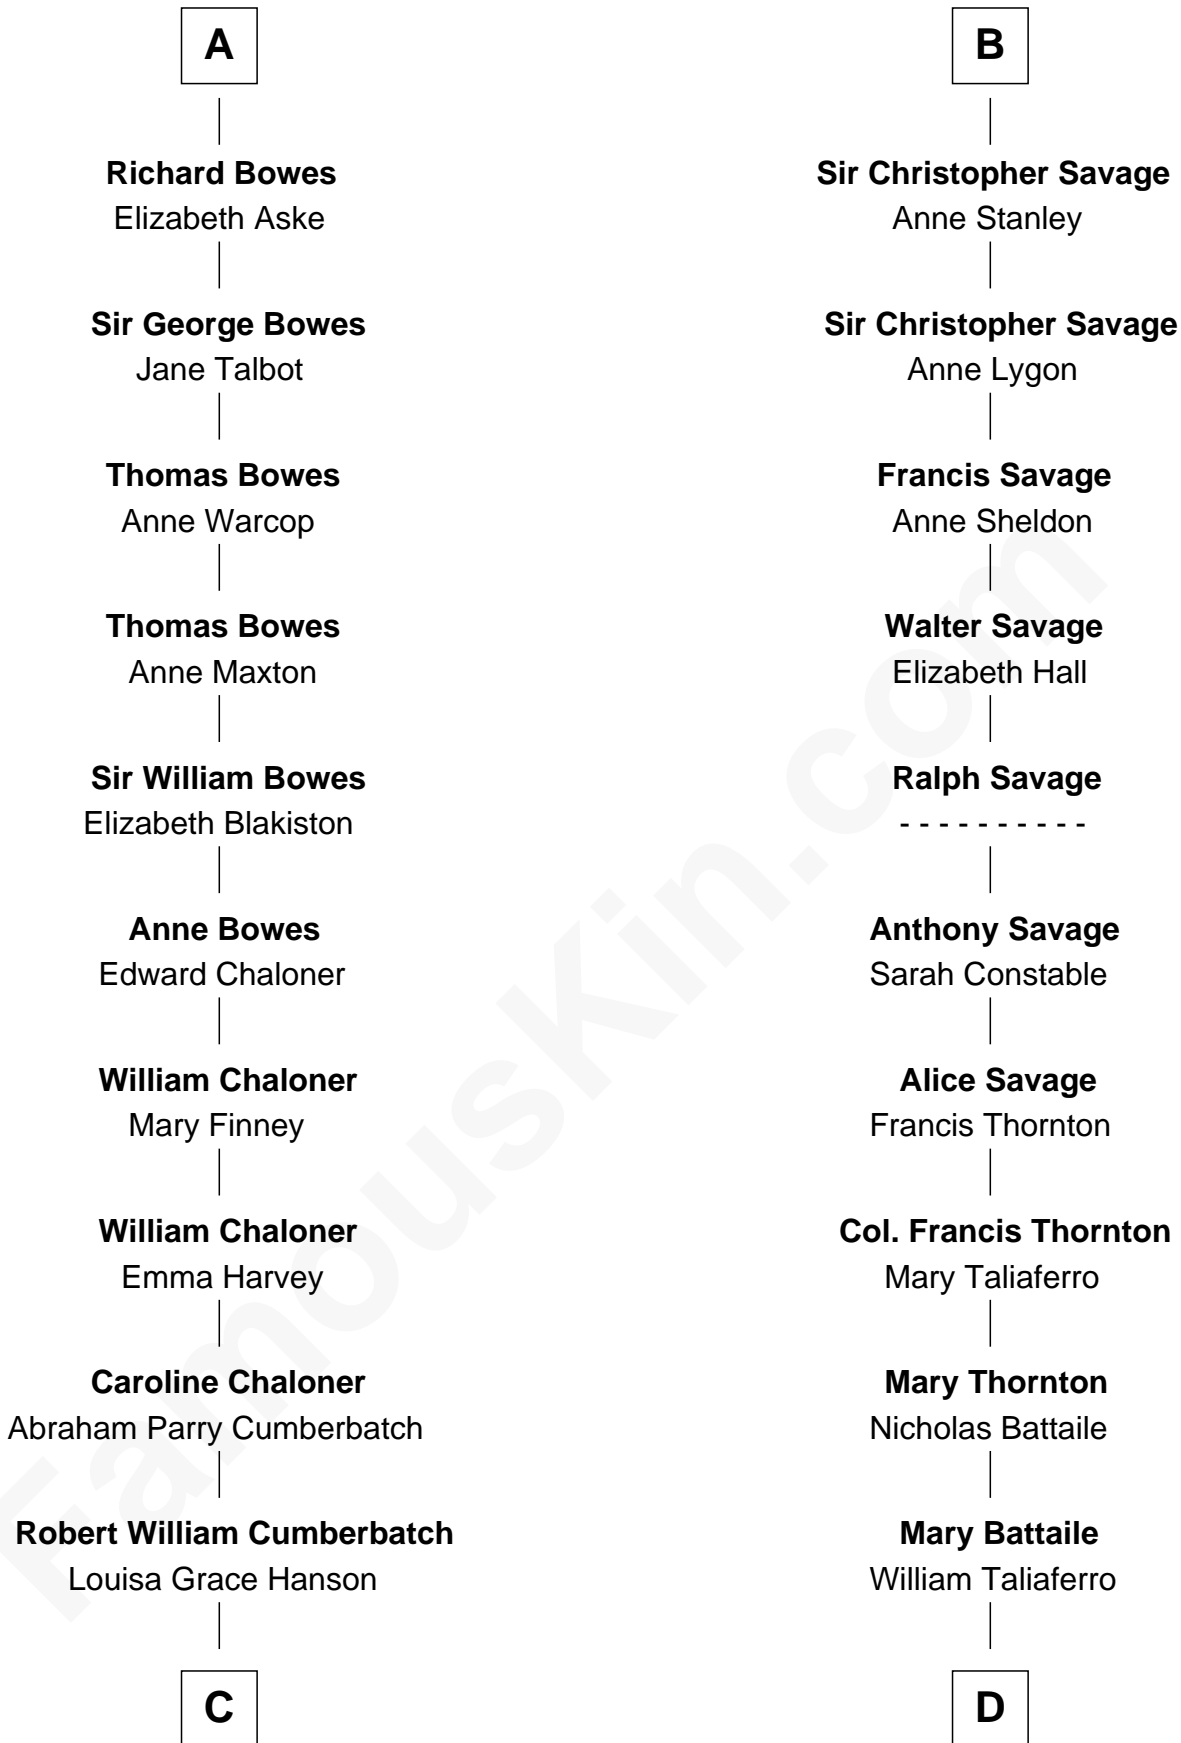 A
Richard Bowes
Elizabeth Aske
Sir George Bowes
Jane Talbot
Thomas Bowes
Anne Warcop
Thomas Bowes
Anne Maxton
Sir William Bowes
Elizabeth Blakiston
Anne Bowes
Edward Chaloner
William Chaloner
Mary Finney
William Chaloner
Emma Harvey
Caroline Chaloner
Abraham Parry Cumberbatch
Robert William Cumberbatch
Louisa Grace Hanson
C
B
Sir Christopher Savage
Anne Stanley
Sir Christopher Savage
Anne Lygon
Francis Savage
Anne Sheldon
Walter Savage
Elizabeth Hall
Ralph Savage
- - - - - - - - - -
Anthony Savage
Sarah Constable
Alice Savage
Francis Thornton
Col. Francis Thornton
Mary Taliaferro
Mary Thornton
Nicholas Battaile
Mary Battaile
William Taliaferro
D
FamousKin.com